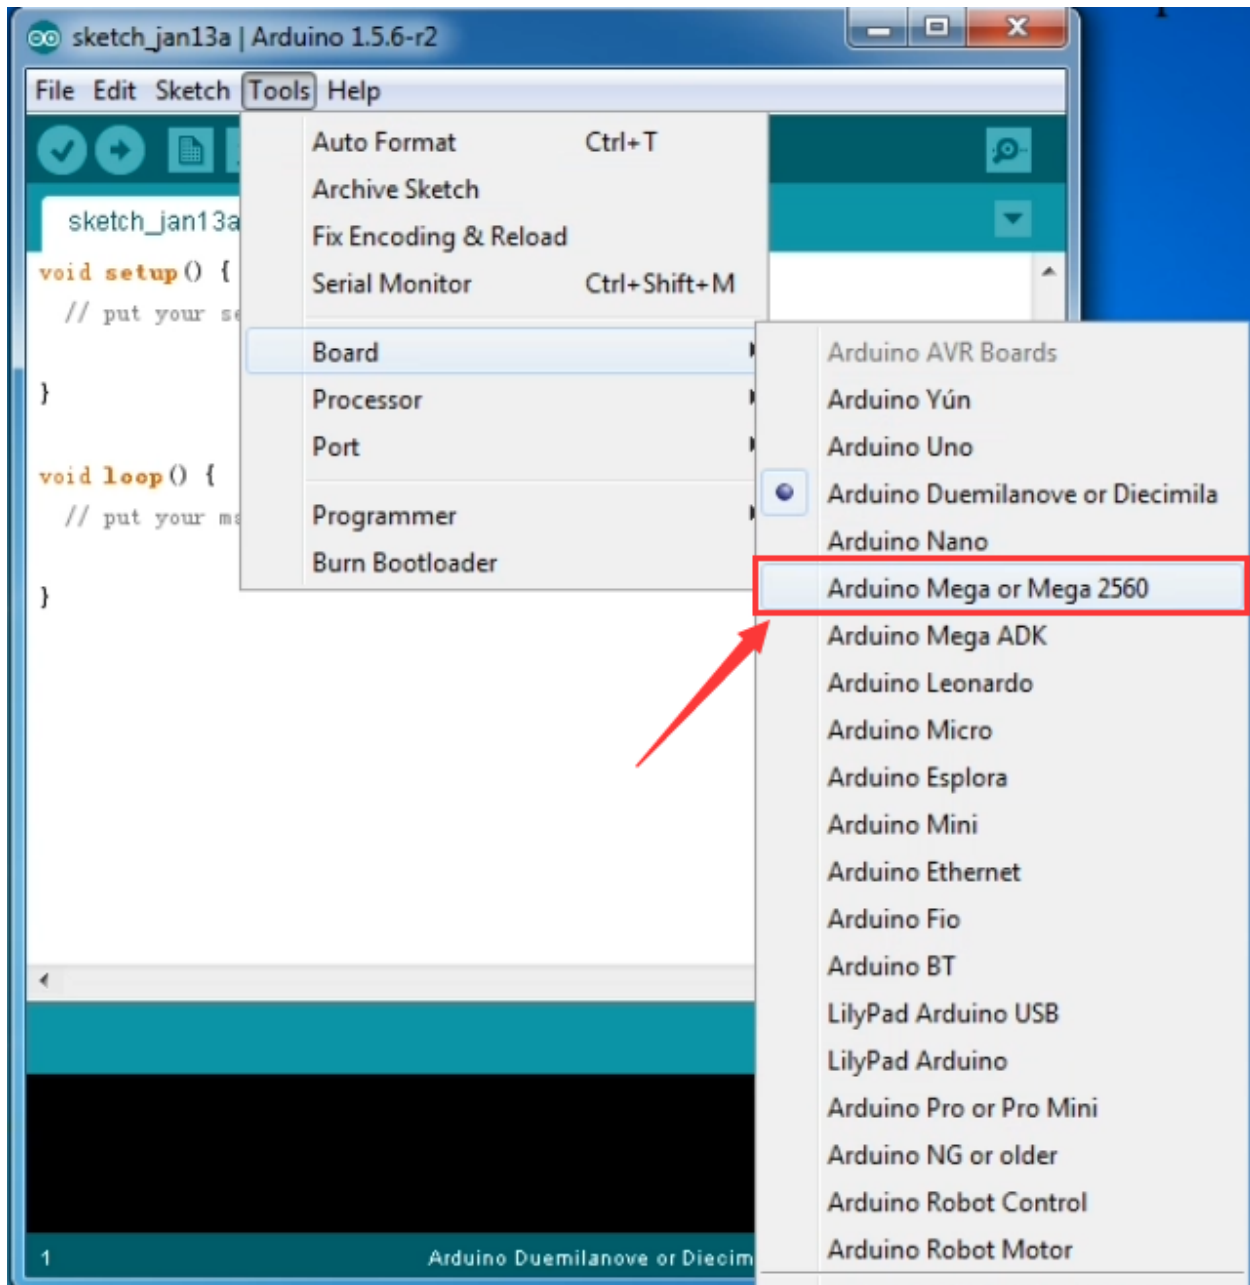 sketch_jan13a | Arduino 1.5.6-r2
File Edit Sketch Tools Help
Auto Format Ctrl+T
Archive Sketch
Fix Encoding & Reload
Serial Monitor Ctrl+Shift+M
Board
Processor
Port
Programmer
Burn Bootloader
sketch_jan13a
void setup() {
// put your
}
void loop() {
// put your
}
Arduino AVR Boards
Arduino Yún
Arduino Uno
Arduino Duemilanove or Diecimila
Arduino Nano
Arduino Mega or Mega 2560
Arduino Mega ADK
Arduino Leonardo
Arduino Micro
Arduino Esplora
Arduino Mini
Arduino Ethernet
Arduino Fio
Arduino BT
LilyPad Arduino USB
LilyPad Arduino
Arduino Pro or Pro Mini
Arduino NG or older
Arduino Robot Control
Arduino Robot Motor
1 Arduino Duemilanove or Diecim